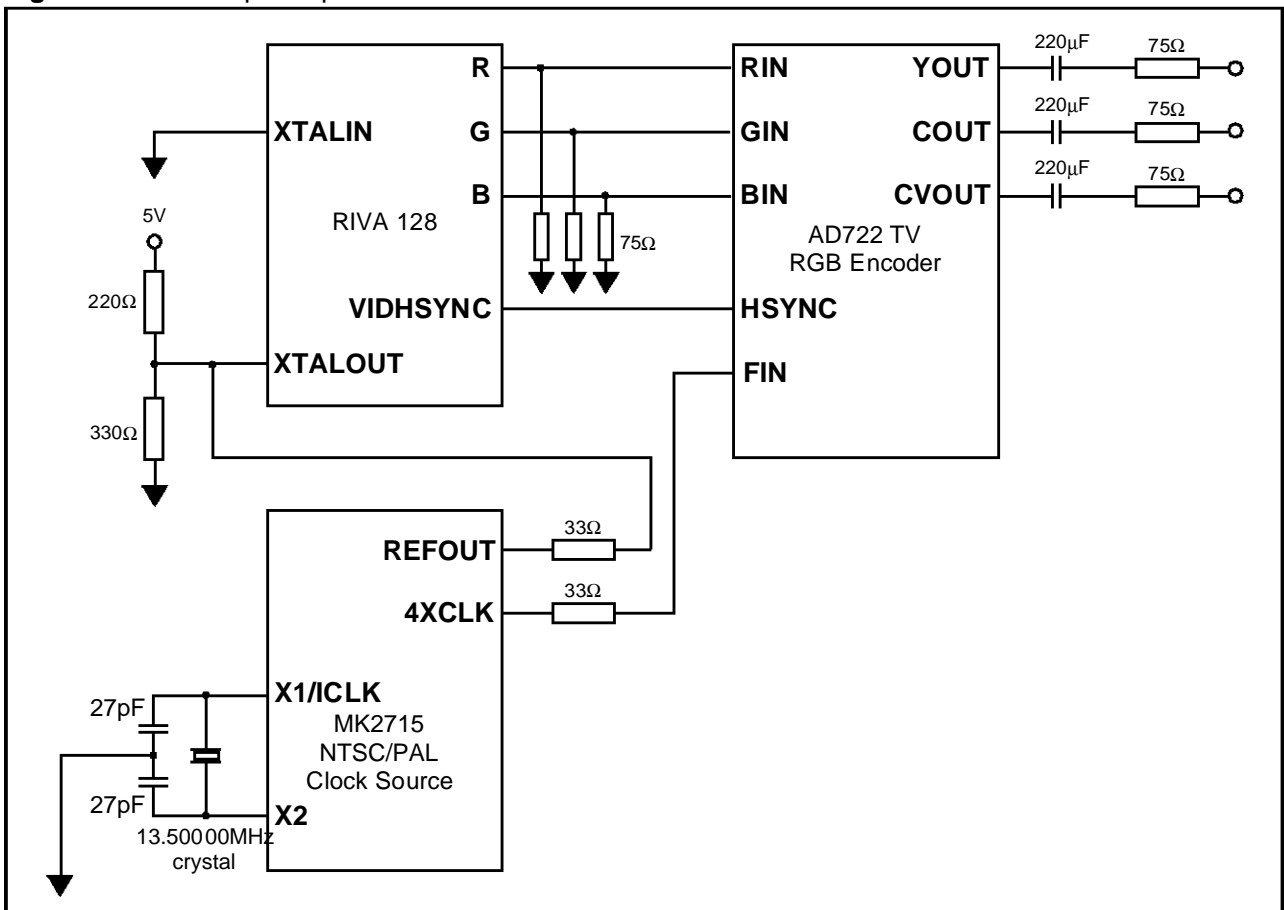 R
RIN
YOUT
220μF
75Ω
XTALIN
G
GIN
COUT
220μF
75Ω
B
BIN
CVOUT
220μF
75Ω
5V
RIVA 128
75Ω
AD722 TV
RGB Encoder
220Ω
VIDHSYNC
HSYNC
XTALOUT
FIN
330Ω
REFOUT
33Ω
4XCLK
33Ω
X1/ICLK
27pF
MK2715
NTSC/PAL
Clock Source
27pF
X2
13.50000MHz
crystal